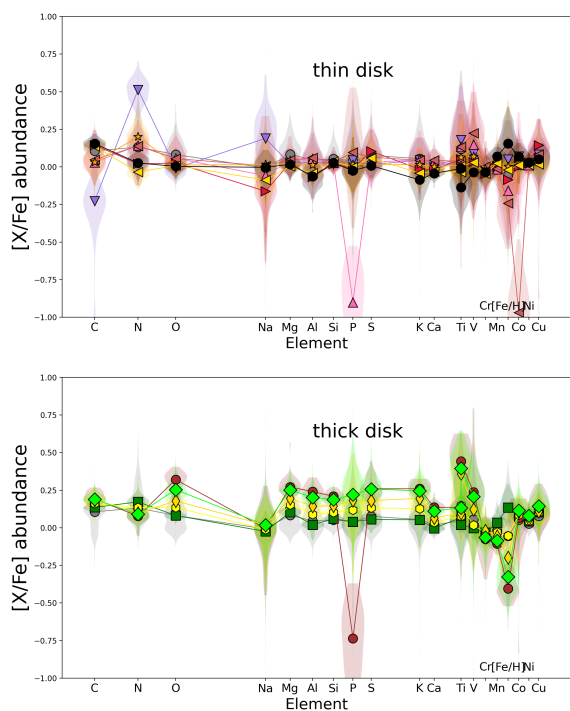 1.00
0.75
0.50
0.25
0.00
−0.25
−0.50
−0.75
−1.00
[X/Fe] abundance
thin disk
Cr[Fe/H]Ni
C N O Na Mg Al Si P S K Ca Ti V Mn Co Cu
Element
1.00
0.75
0.50
0.25
0.00
−0.25
−0.50
−0.75
−1.00
[X/Fe] abundance
thick disk
Cr[Fe/H]Ni
C N O Na Mg Al Si P S K Ca Ti V Mn Co Cu
Element